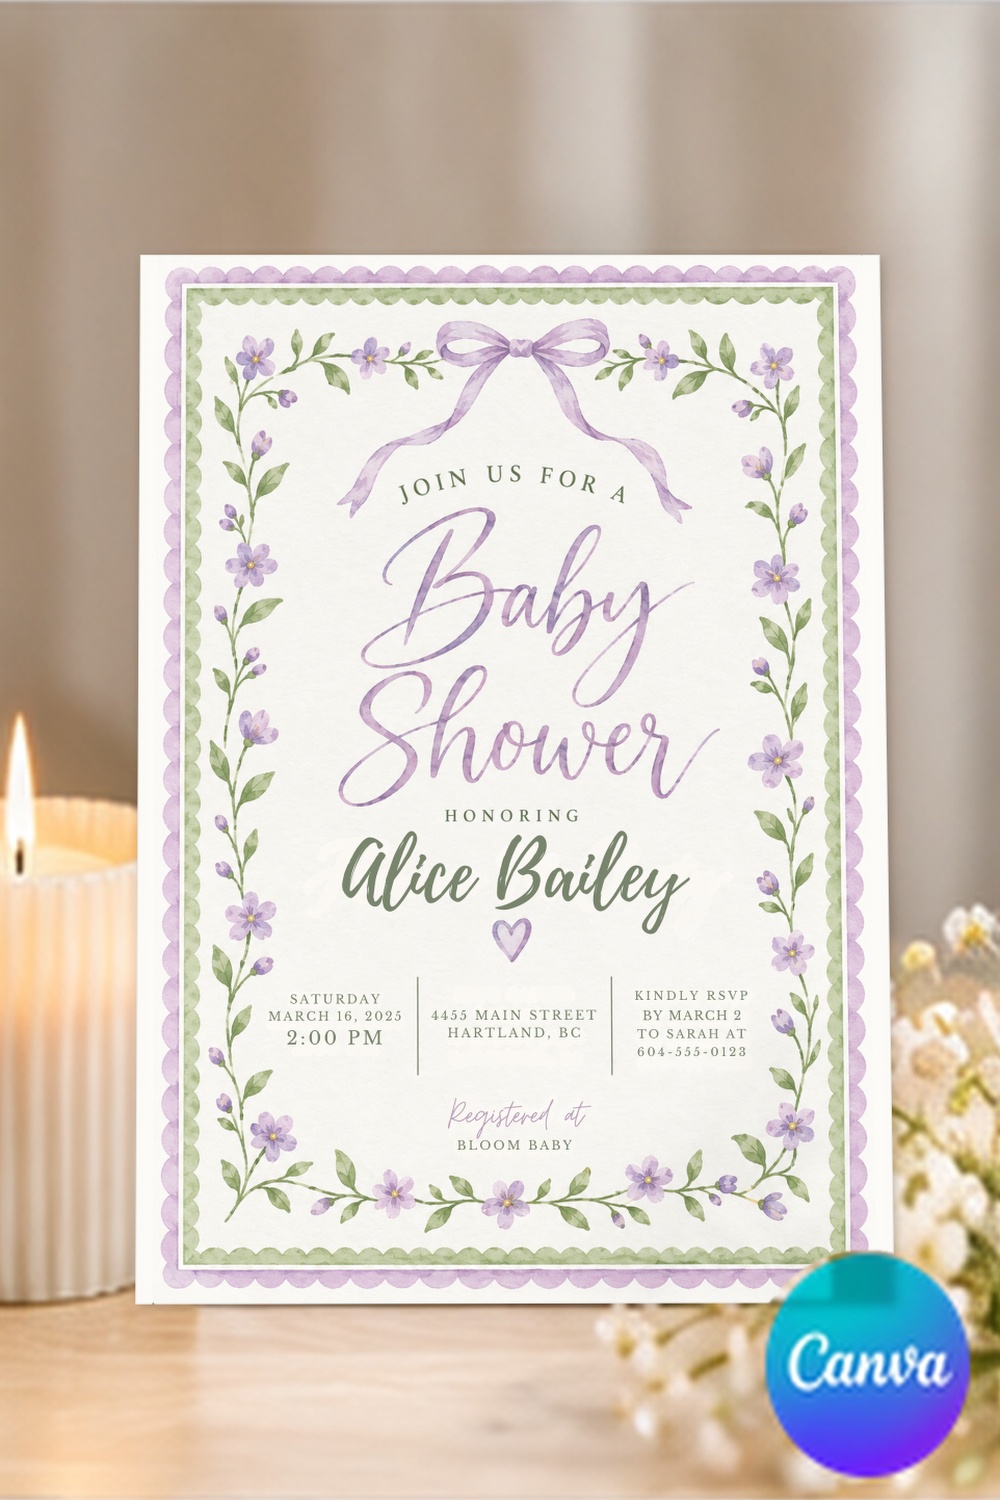 JOIN US FOR A
Baby
Shower
HONORING
Alice Bailey
SATURDAY
MARCH 16, 2025
2:00 PM
4455 MAIN STREET
HARTLAND, BC
KINDLY RSVP
BY MARCH 2
TO SARAH AT
604-555-0123
Registered at
BLOOM BABY
Canva